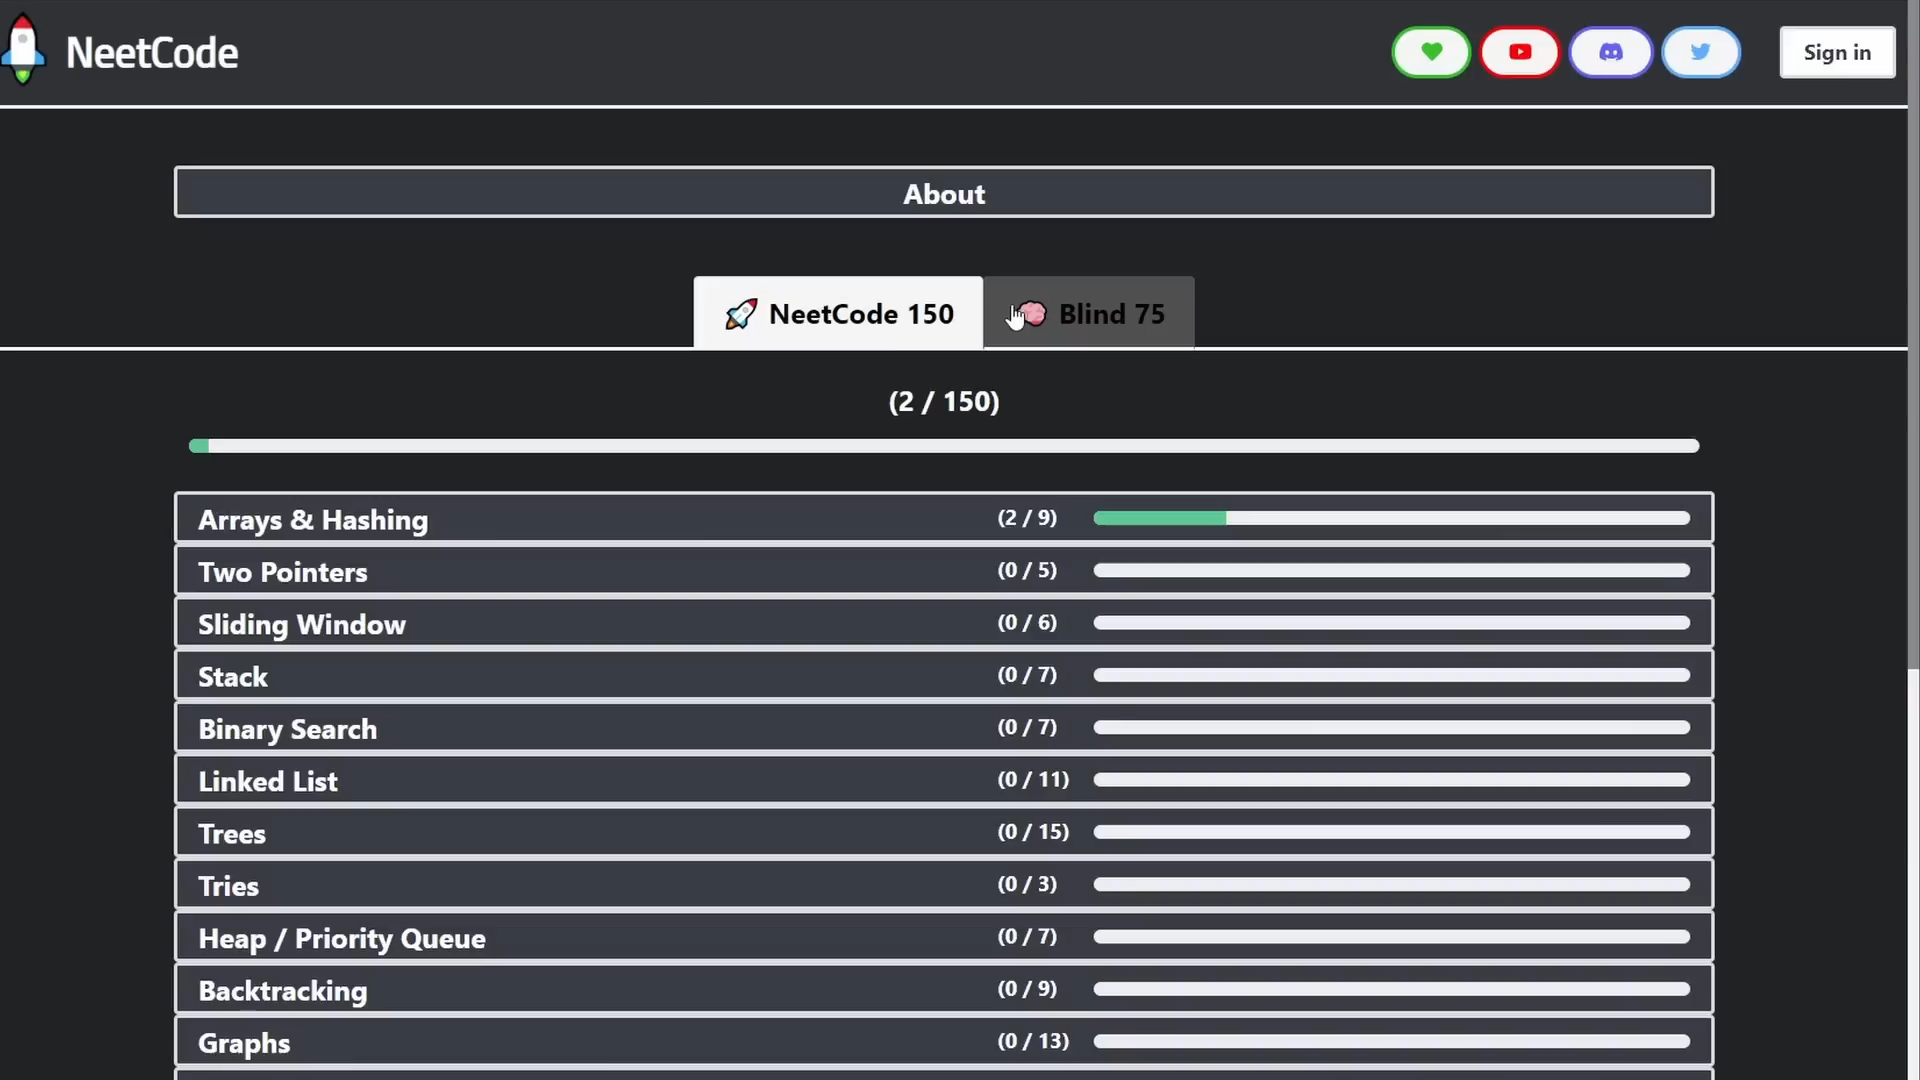 NeetCode
Sign in
About
NeetCode 150
Blind 75
(2 / 150)
Arrays & Hashing (2 / 9)
Two Pointers (0 / 5)
Sliding Window (0 / 6)
Stack (0 / 7)
Binary Search (0 / 7)
Linked List (0 / 11)
Trees (0 / 15)
Tries (0 / 3)
Heap / Priority Queue (0 / 7)
Backtracking (0 / 9)
Graphs (0 / 13)